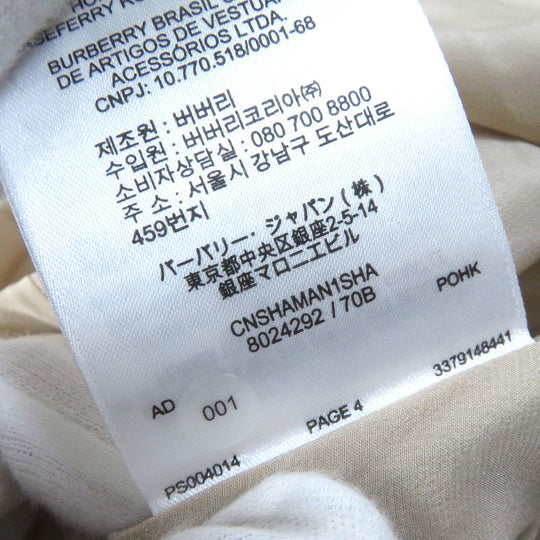 BURBERRY BRASIL
DE ARTIGOS DE VESTUÁ
ACESSÓRIOS LTDA.
CNPJ: 10.770.518/0001-68
제조원 : 버버리
수입원 : 버버리코리아㈜
소비자상담실 : 080 700 8800
주 소 : 서울시 강남구 도산대로
459번지
バーバリー・ジャパン(株)
東京都中央区銀座2-5-14
銀座マロニエビル
CNSHAMAN1SHA
8024292 / 70B
POHK
AD 001 PAGE 4 3379148441
PS004014